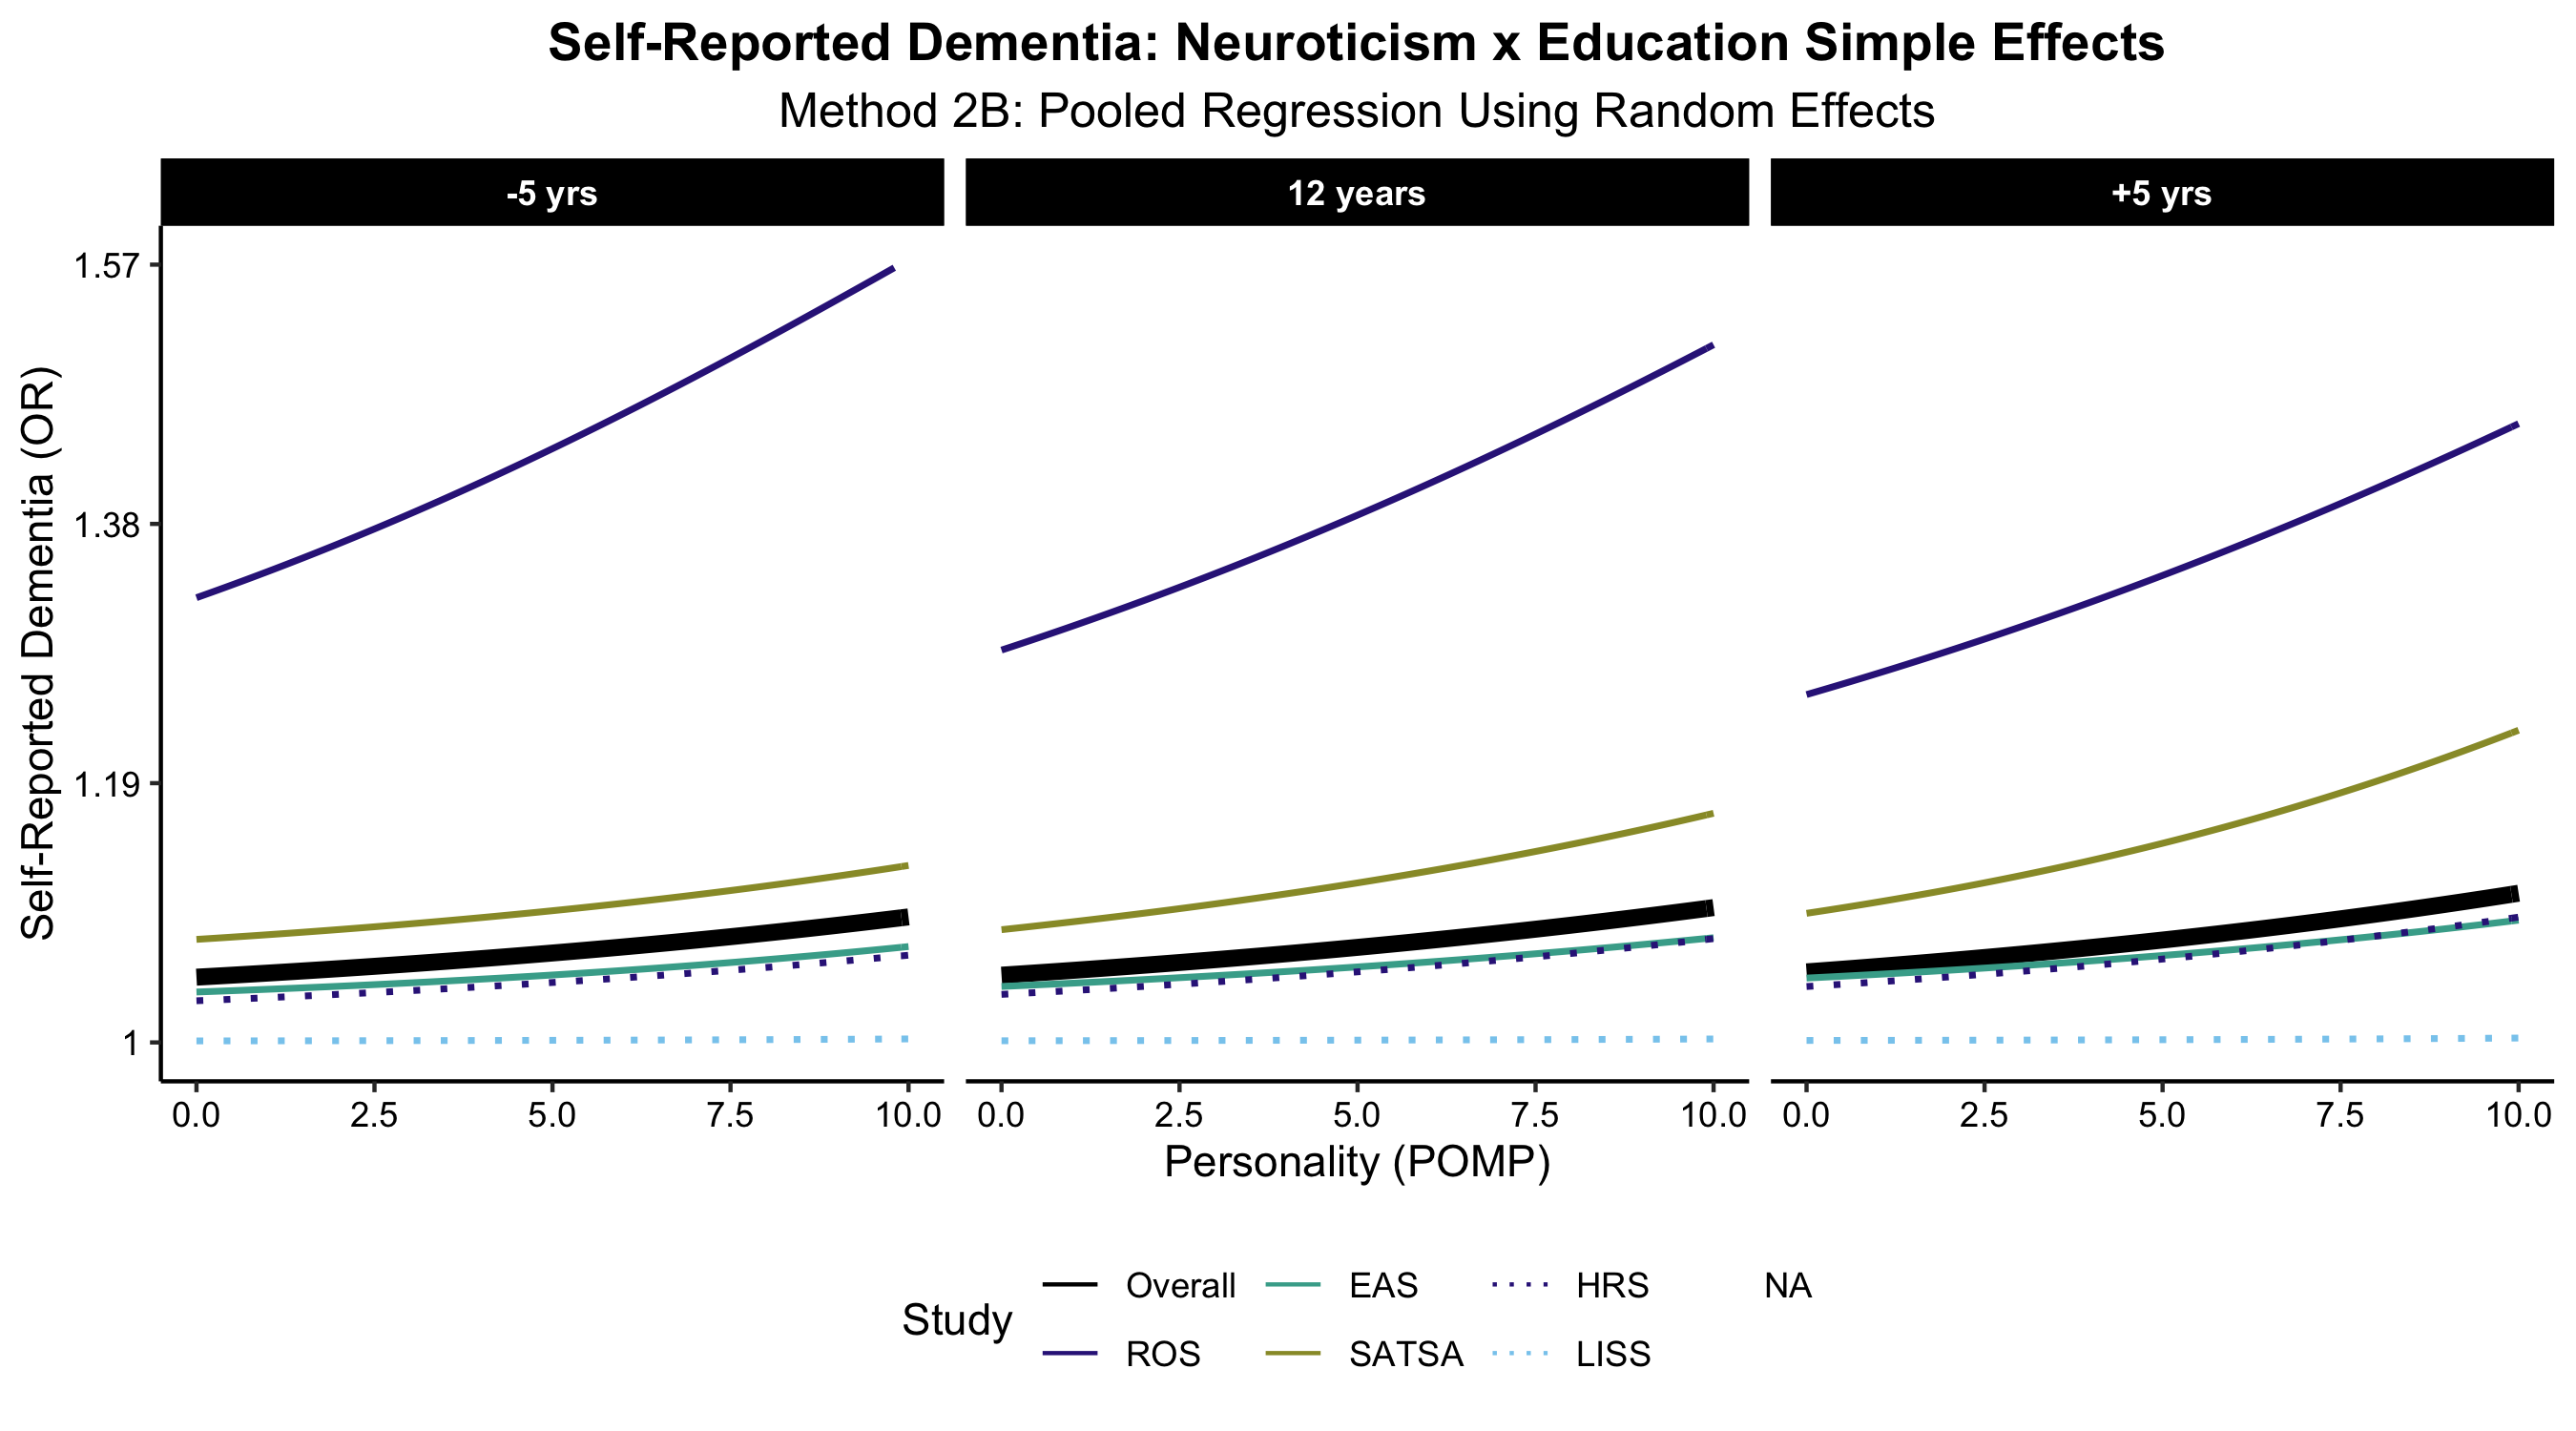 Self-Reported Dementia: Neuroticism x Education Simple Effects
Method 2B: Pooled Regression Using Random Effects
-5 yrs
12 years
+5 yrs
Self-Reported Dementia (OR)
1.57
1.38
1.19
1
0.0 2.5 5.0 7.5 10.0
0.0 2.5 5.0 7.5 10.0
0.0 2.5 5.0 7.5 10.0
Personality (POMP)
Study
Overall EAS HRS NA
ROS SATSA LISS